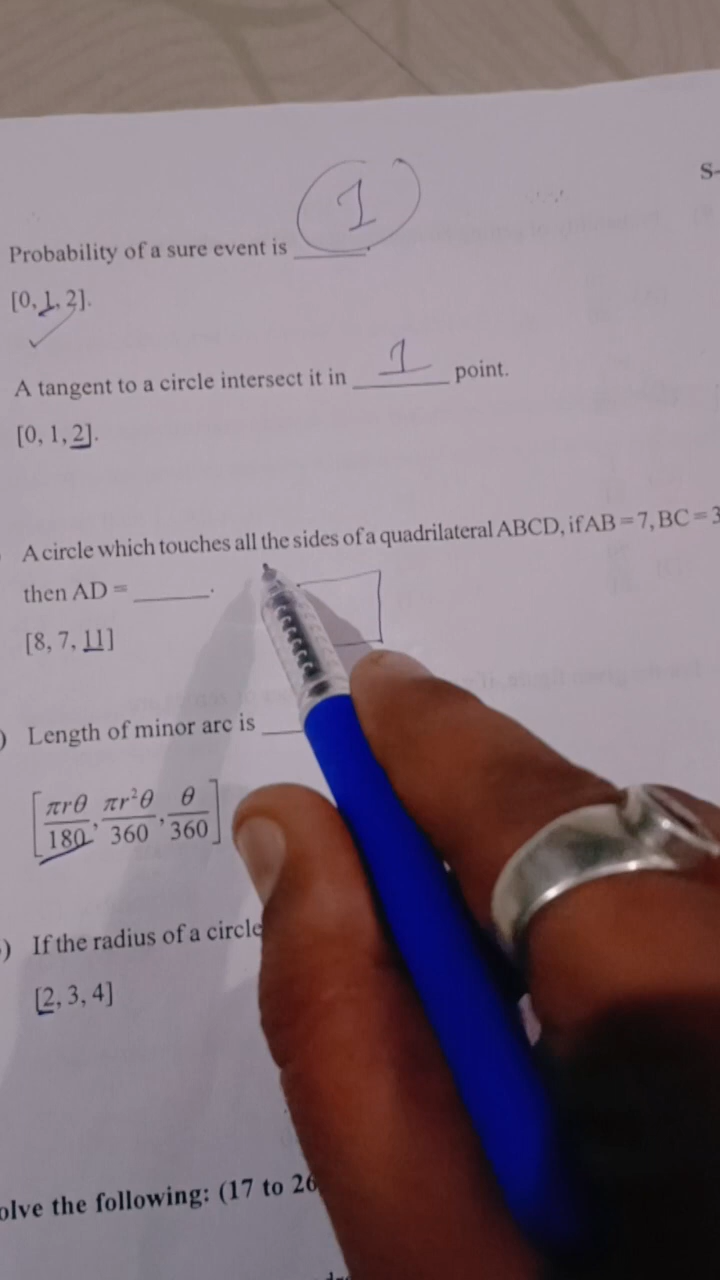 S-
1
Probability of a sure event is ______.
[0, 1, 2].
A tangent to a circle intersect it in 1 point.
[0, 1, 2].
A circle which touches all the sides of a quadrilateral ABCD, if AB = 7, BC = 3
then AD = ______.
[8, 7, 11]
) Length of minor arc is ___
[πrθ/180, πr²θ/360, θ/360]
) If the radius of a circle
[2, 3, 4]
olve the following: (17 to 26